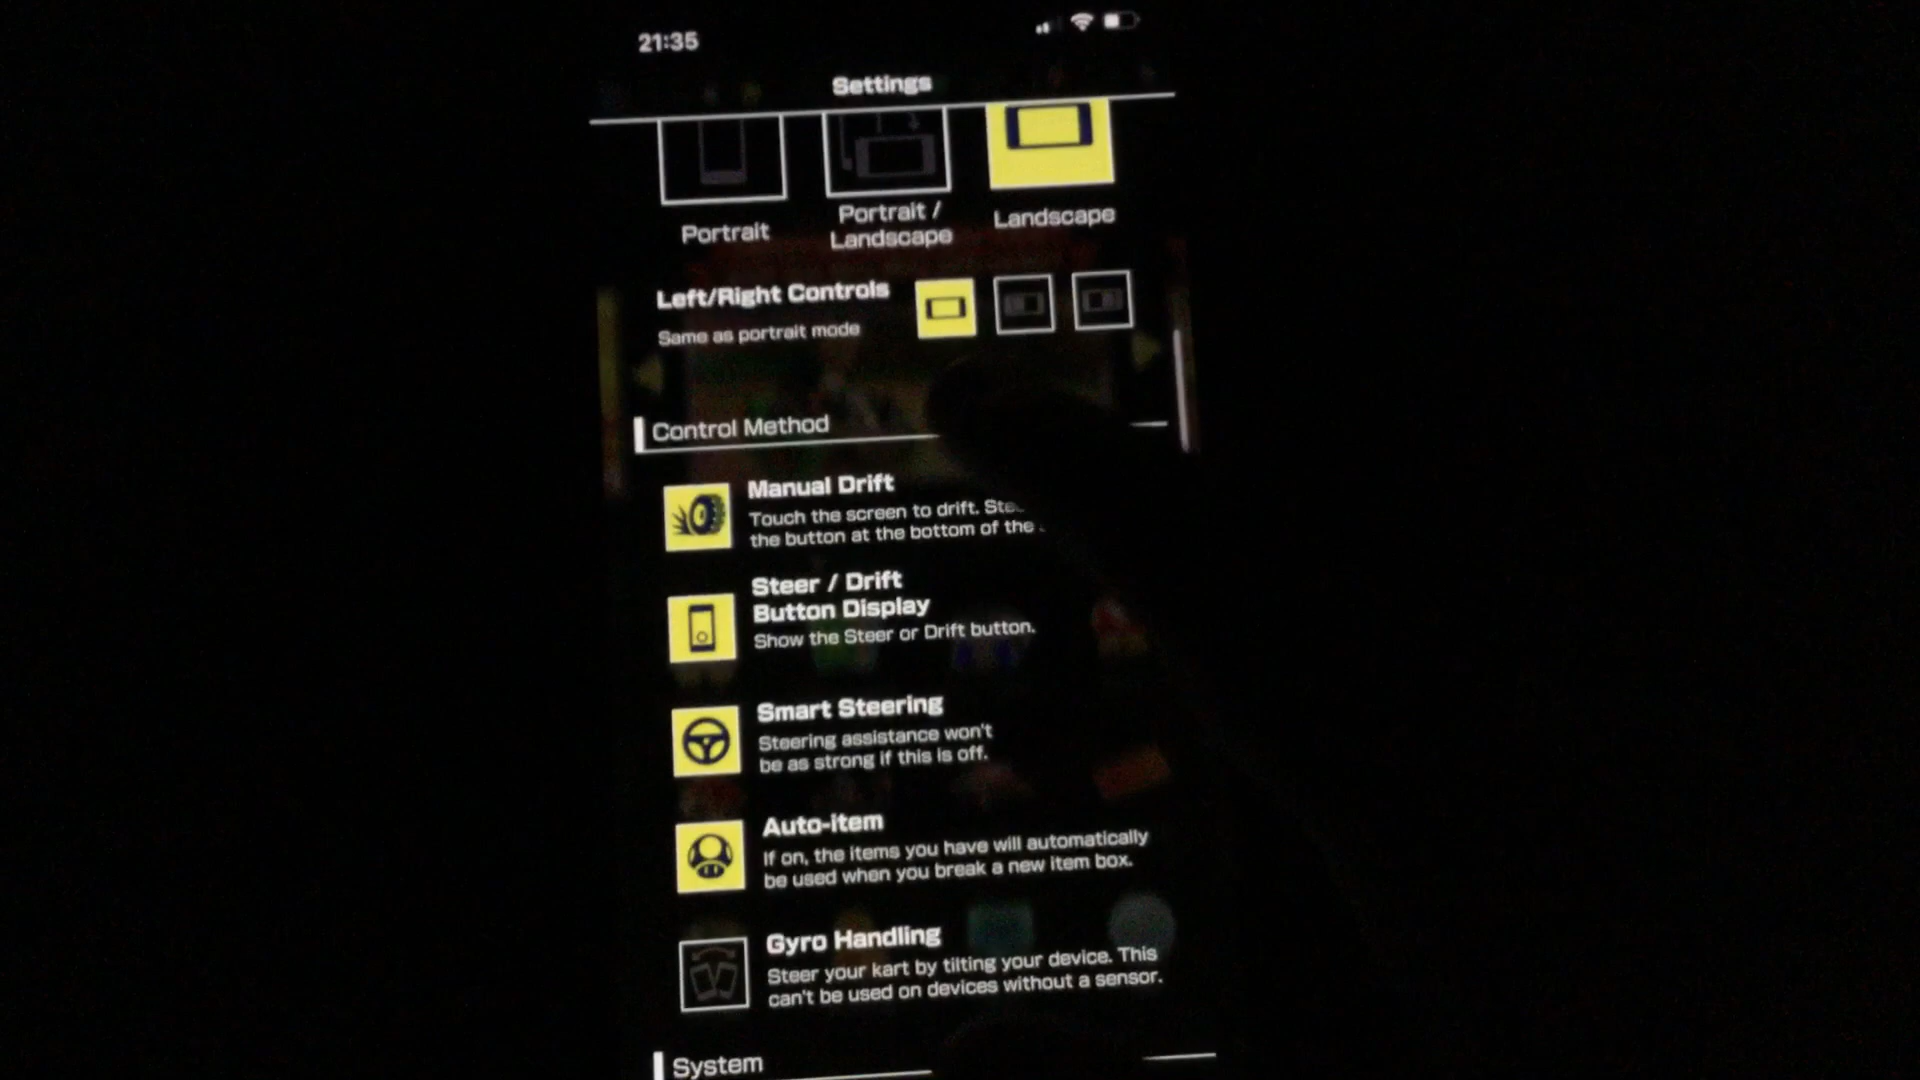 21:35
Settings
Portrait
Portrait /
Landscape
Landscape
Left/Right Controls
Same as portrait mode
Control Method
Manual Drift
Touch the screen to drift.
the button at the bottom of the
Steer / Drift
Button Display
Show the Steer or Drift button.
Smart Steering
Steering assistance won't
be as strong if this is off.
Auto-item
If on, the items you have will automatically
be used when you break a new item box.
Gyro Handling
Steer your kart by tilting your device. This
can't be used on devices without a sensor.
System